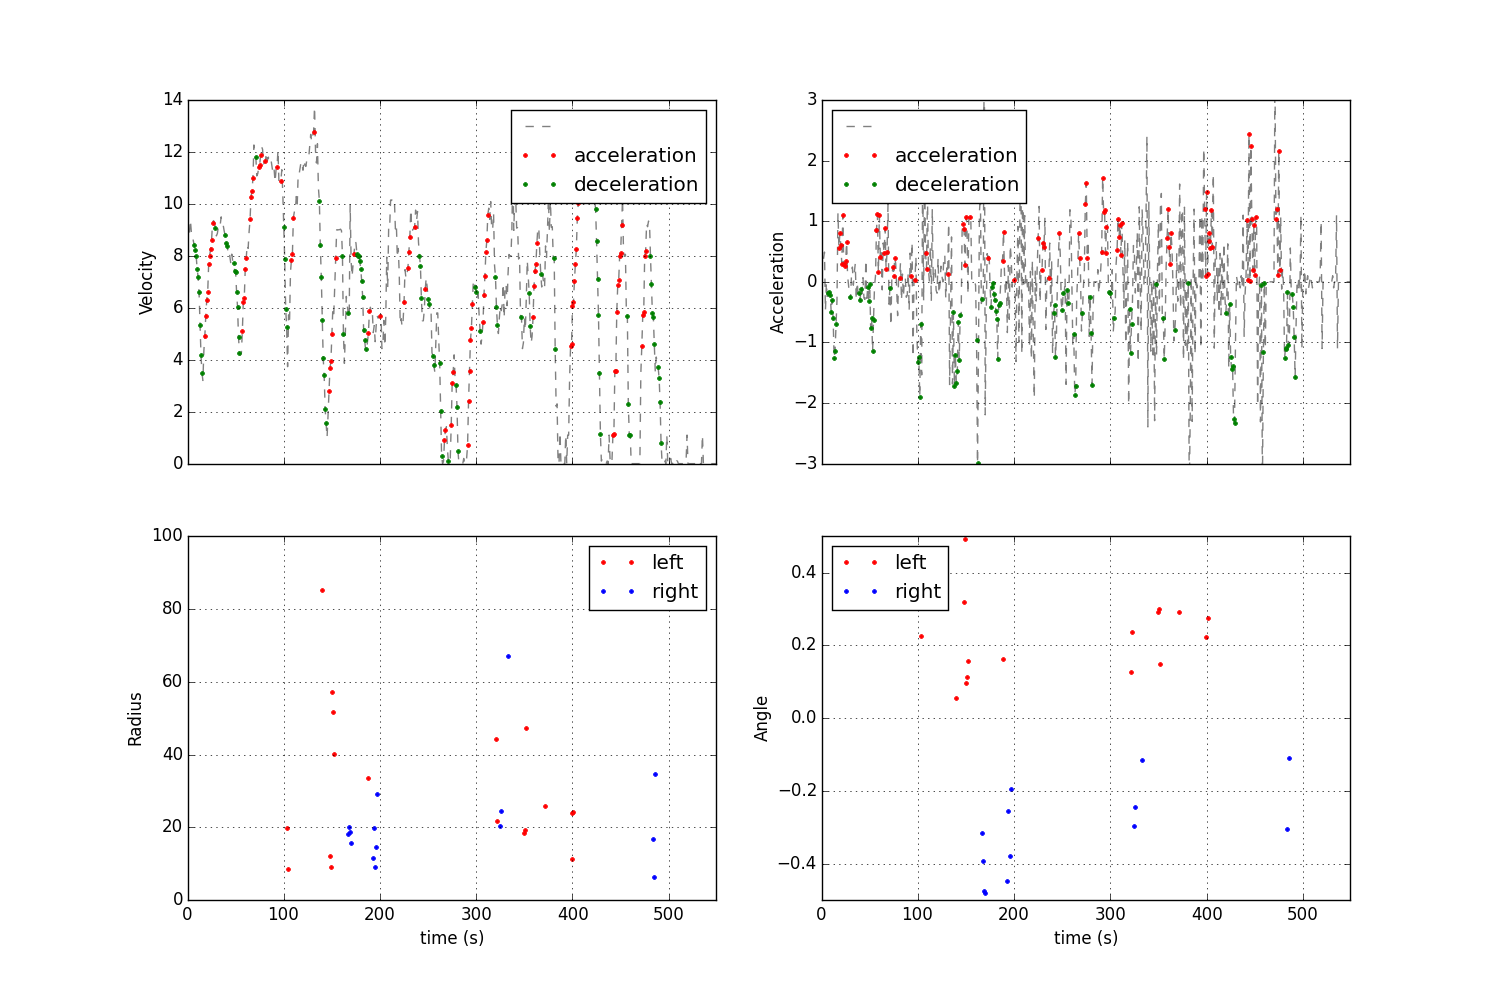 14
12
10
8
6
4
2
0
Velocity
acceleration
deceleration
3
2
1
0
−1
−2
−3
Acceleration
acceleration
deceleration
100
80
60
40
20
0
Radius
left
right
0 100 200 300 400 500
time (s)
0.4
0.2
0.0
−0.2
−0.4
Angle
left
right
0 100 200 300 400 500
time (s)